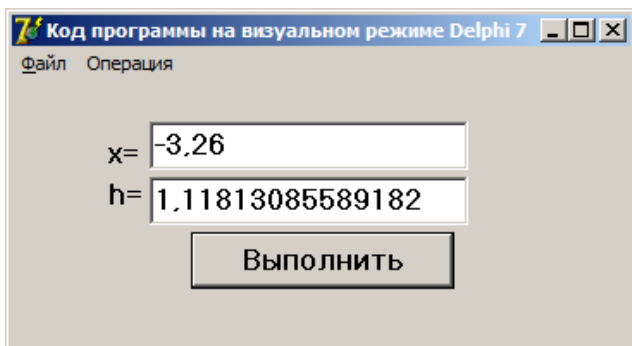 Код программы на визуальном режиме Delphi 7
Файл Операция
x= -3,26
h= 1,11813085589182
Выполнить